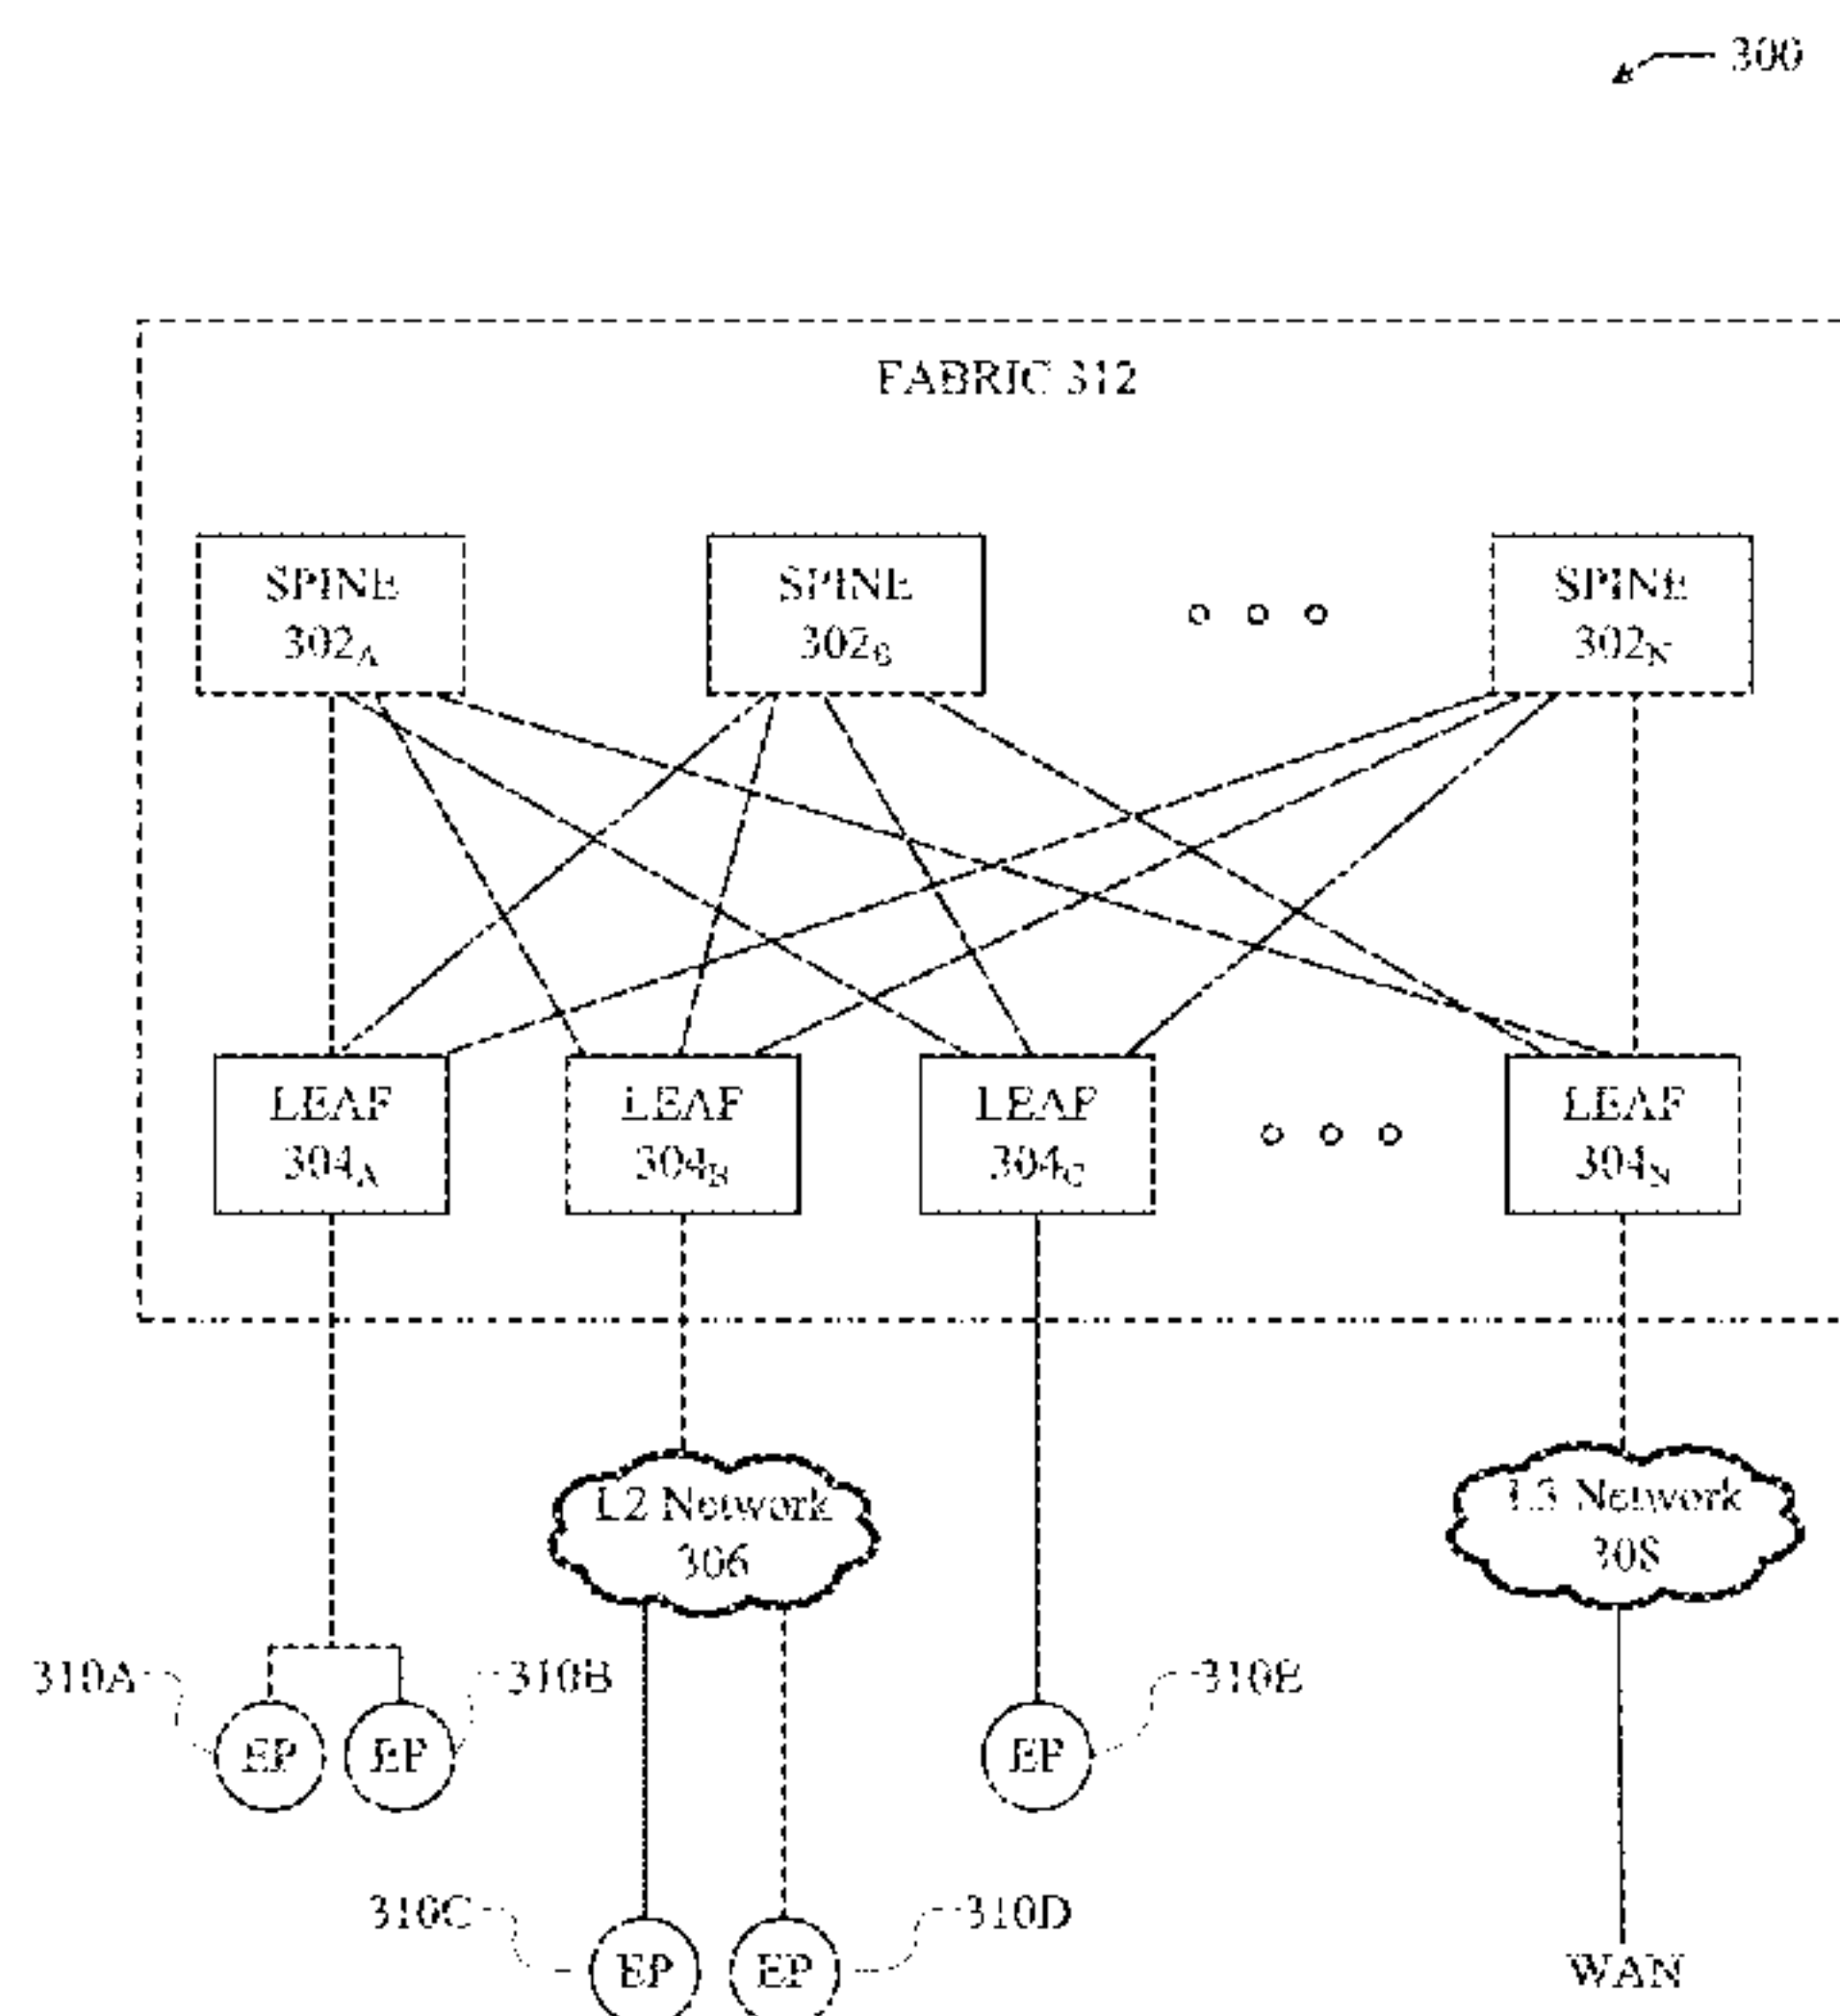 300
FABRIC 312
SPINE
302A
SPINE
302B
SPINE
302N
LEAF
304A
LEAF
304B
LEAF
304C
LEAF
304N
L2 Network
306
L3 Network
308
310A
310B
310E
EP
EP
EP
310C
310D
EP
EP
WAN